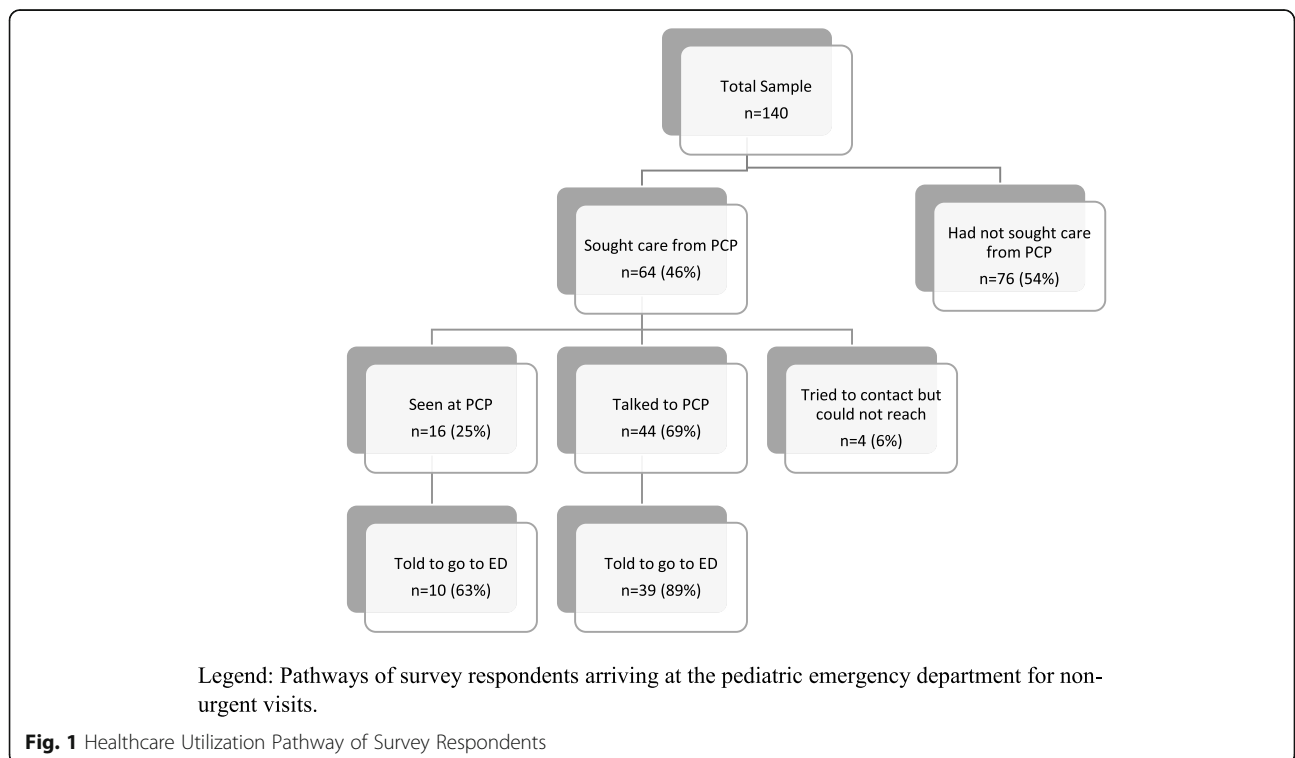 Total Sample
n=140
Sought care from PCP
n=64 (46%)
Had not sought care
from PCP
n=76 (54%)
Seen at PCP
n=16 (25%)
Talked to PCP
n=44 (69%)
Tried to contact but
could not reach
n=4 (6%)
Told to go to ED
n=10 (63%)
Told to go to ED
n=39 (89%)
Legend: Pathways of survey respondents arriving at the pediatric emergency department for non-
urgent visits.
Fig. 1 Healthcare Utilization Pathway of Survey Respondents